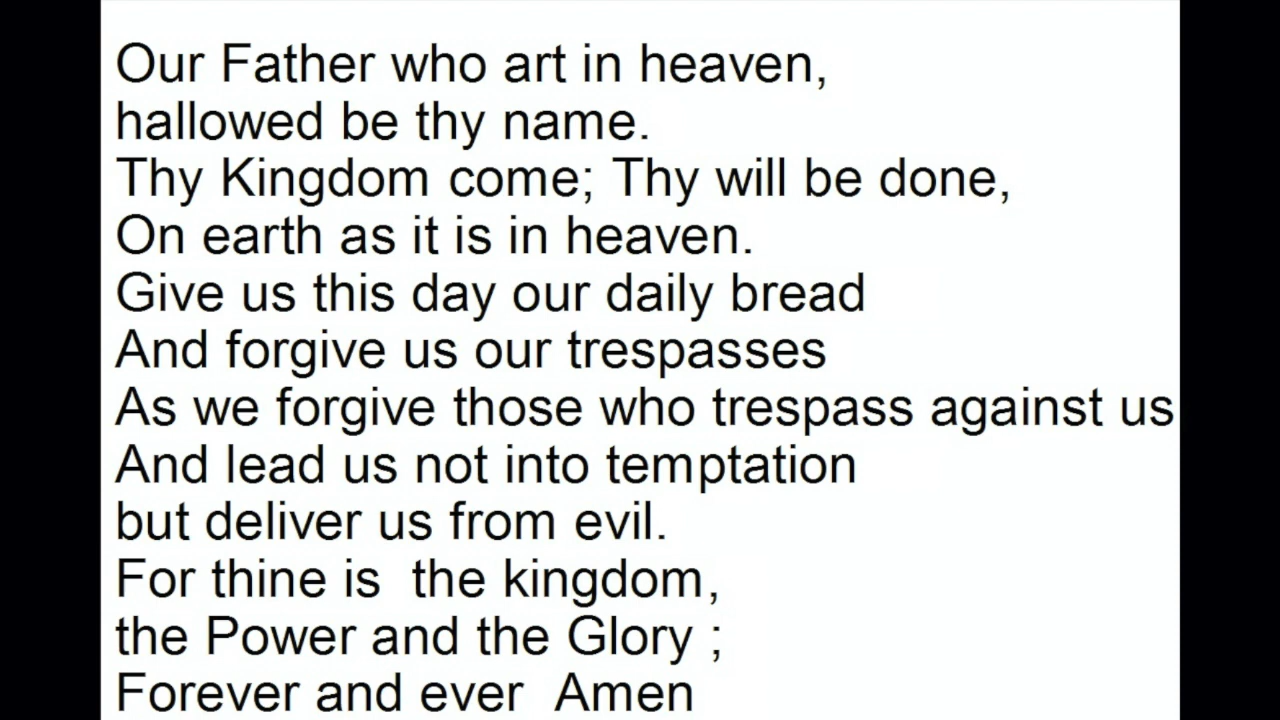 Our Father who art in heaven,
hallowed be thy name.
Thy Kingdom come; Thy will be done,
On earth as it is in heaven.
Give us this day our daily bread
And forgive us our trespasses
As we forgive those who trespass against us
And lead us not into temptation
but deliver us from evil.
For thine is  the kingdom,
the Power and the Glory ;
Forever and ever  Amen